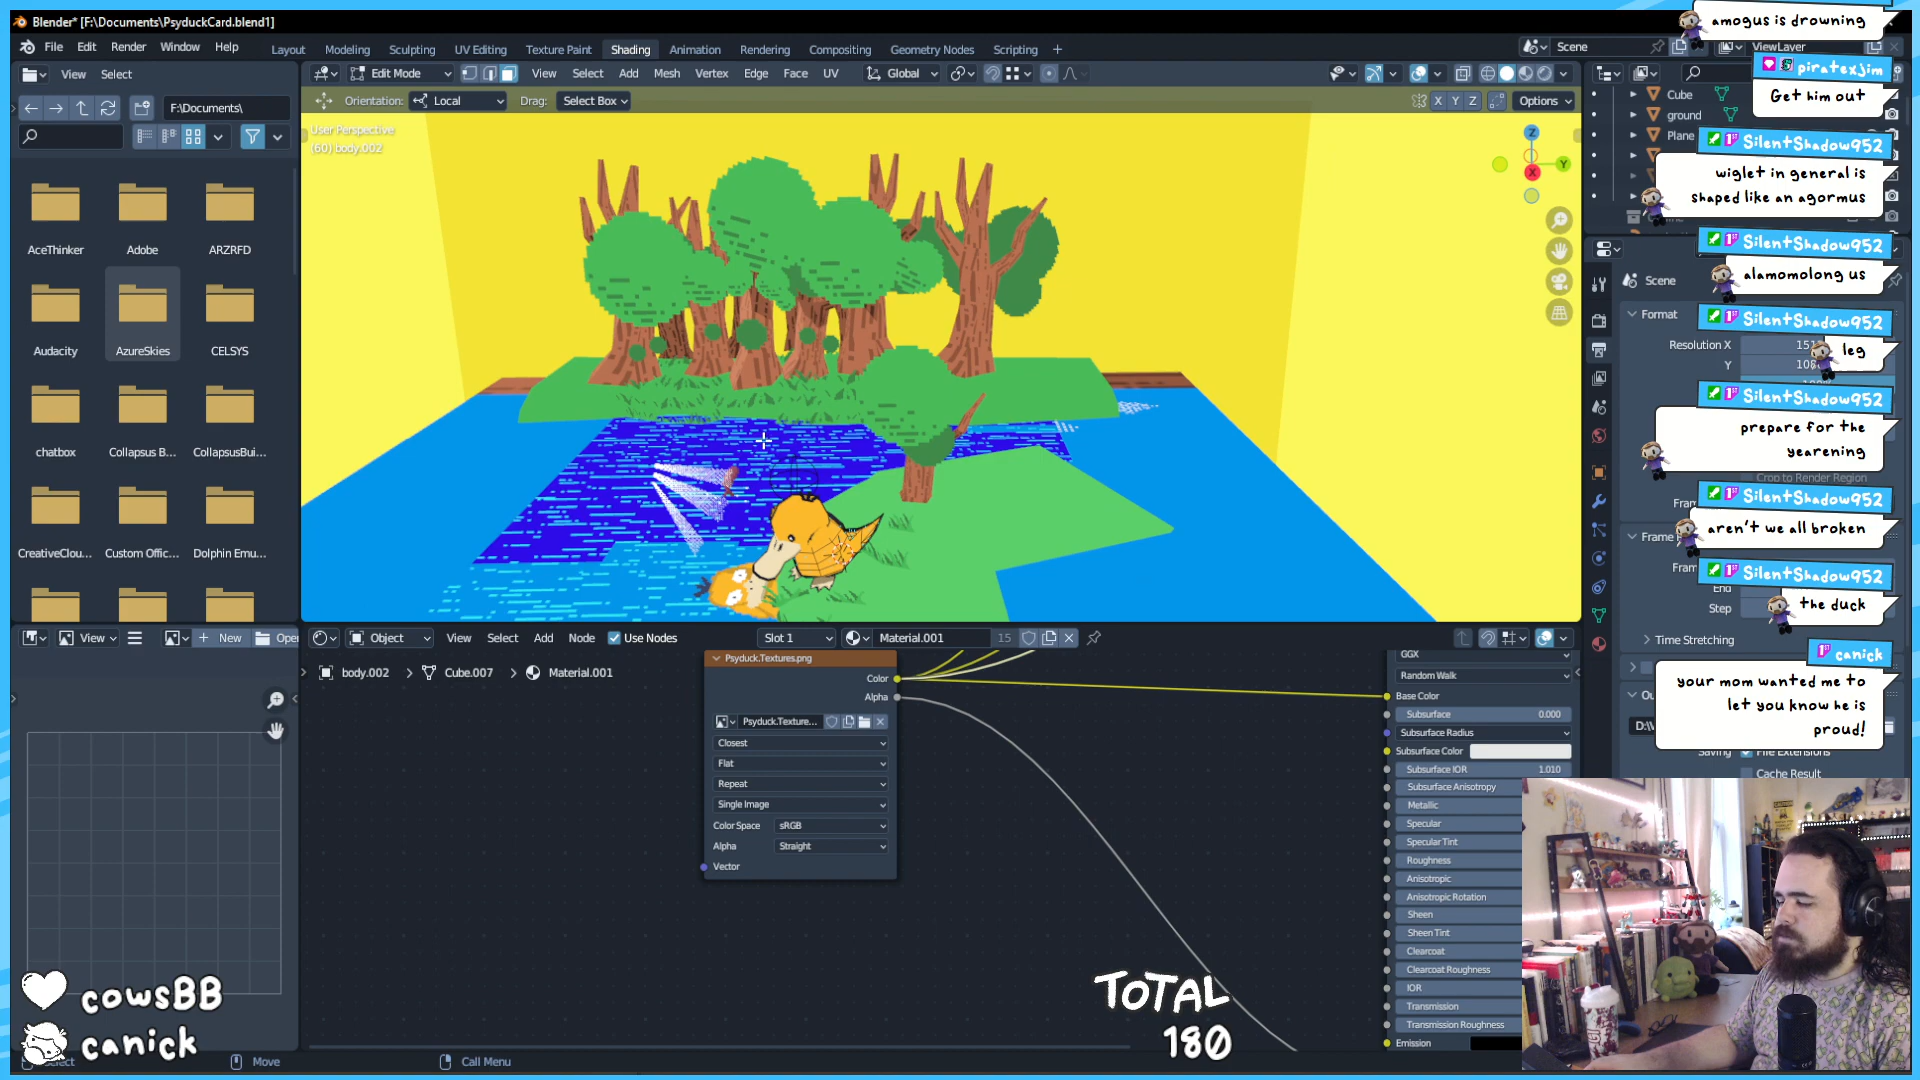 Blender* [F:\Documents\PsyduckCard.blend1]
File Edit Render Window Help
Layout Modeling Sculpting UV Editing Texture Paint Shading Animation Rendering Compositing Geometry Nodes Scripting +
Scene
ViewLayer
View Select
Edit Mode
View Select Add Mesh Vertex Edge Face UV
Global
F:\Documents\
Orientation: Local Drag: Select Box
X Y Z
Options
User Perspective
(60) body.002
Z
Y
X
AceThinker
Adobe
ARZRFD
Audacity
AzureSkies
CELSYS
chatbox
Collapsus B...
CollapsusBui...
CreativeClou...
Custom Offic...
Dolphin Emu...
Cube
ground
Plane
Scene
Format
Resolution X
Y
Crop to Render Region
End
Step
Time Stretching
File Extensions
Cache Result
amogus is drowning
piratexjim
Get him out
SilentShadow952
wiglet in general is
shaped like an agormus
SilentShadow952
alamomolong us
SilentShadow952
leg
SilentShadow952
prepare for the
yearening
SilentShadow952
aren't we all broken
SilentShadow952
the duck
canick
your mom wanted me to
let you know he is
proud!
View
New
Open
Object
View Select Add Node
Use Nodes
Slot 1
Material.001
15
body.002 > Cube.007 > Material.001
Psyduck.Textures.png
Color
Alpha
Psyduck.Texture...
Closest
Flat
Repeat
Single Image
Color Space sRGB
Alpha Straight
Vector
GGX
Random Walk
Base Color
Subsurface 0.000
Subsurface Radius
Subsurface Color
Subsurface IOR 1.010
Subsurface Anisotropy
Metallic
Specular
Specular Tint
Roughness
Anisotropic
Anisotropic Rotation
Sheen
Sheen Tint
Clearcoat
Clearcoat Roughness
IOR
Transmission
Transmission Roughness
Emission
TOTAL
180
cowsBB
canick
Move
Call Menu